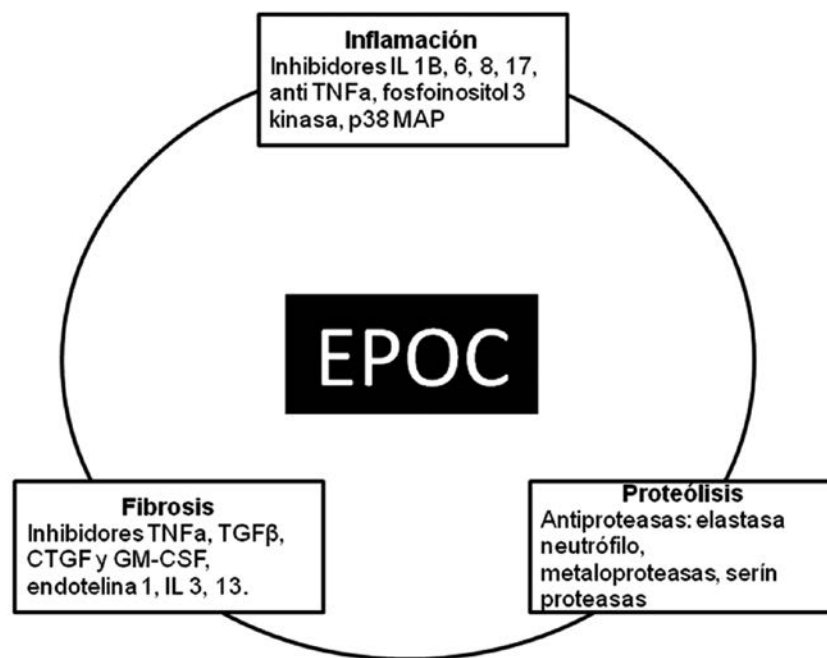 Inflamación
Inhibidores IL 1B, 6, 8, 17,
anti TNFa, fosfoinositol 3
kinasa, p38 MAP
EPOC
Fibrosis
Inhibidores TNFa, TGFβ,
CTGF y GM-CSF,
endotelina 1, IL 3, 13.
Proteólisis
Antiproteasas: elastasa
neutrófilo,
metaloproteasas, serín
proteasas